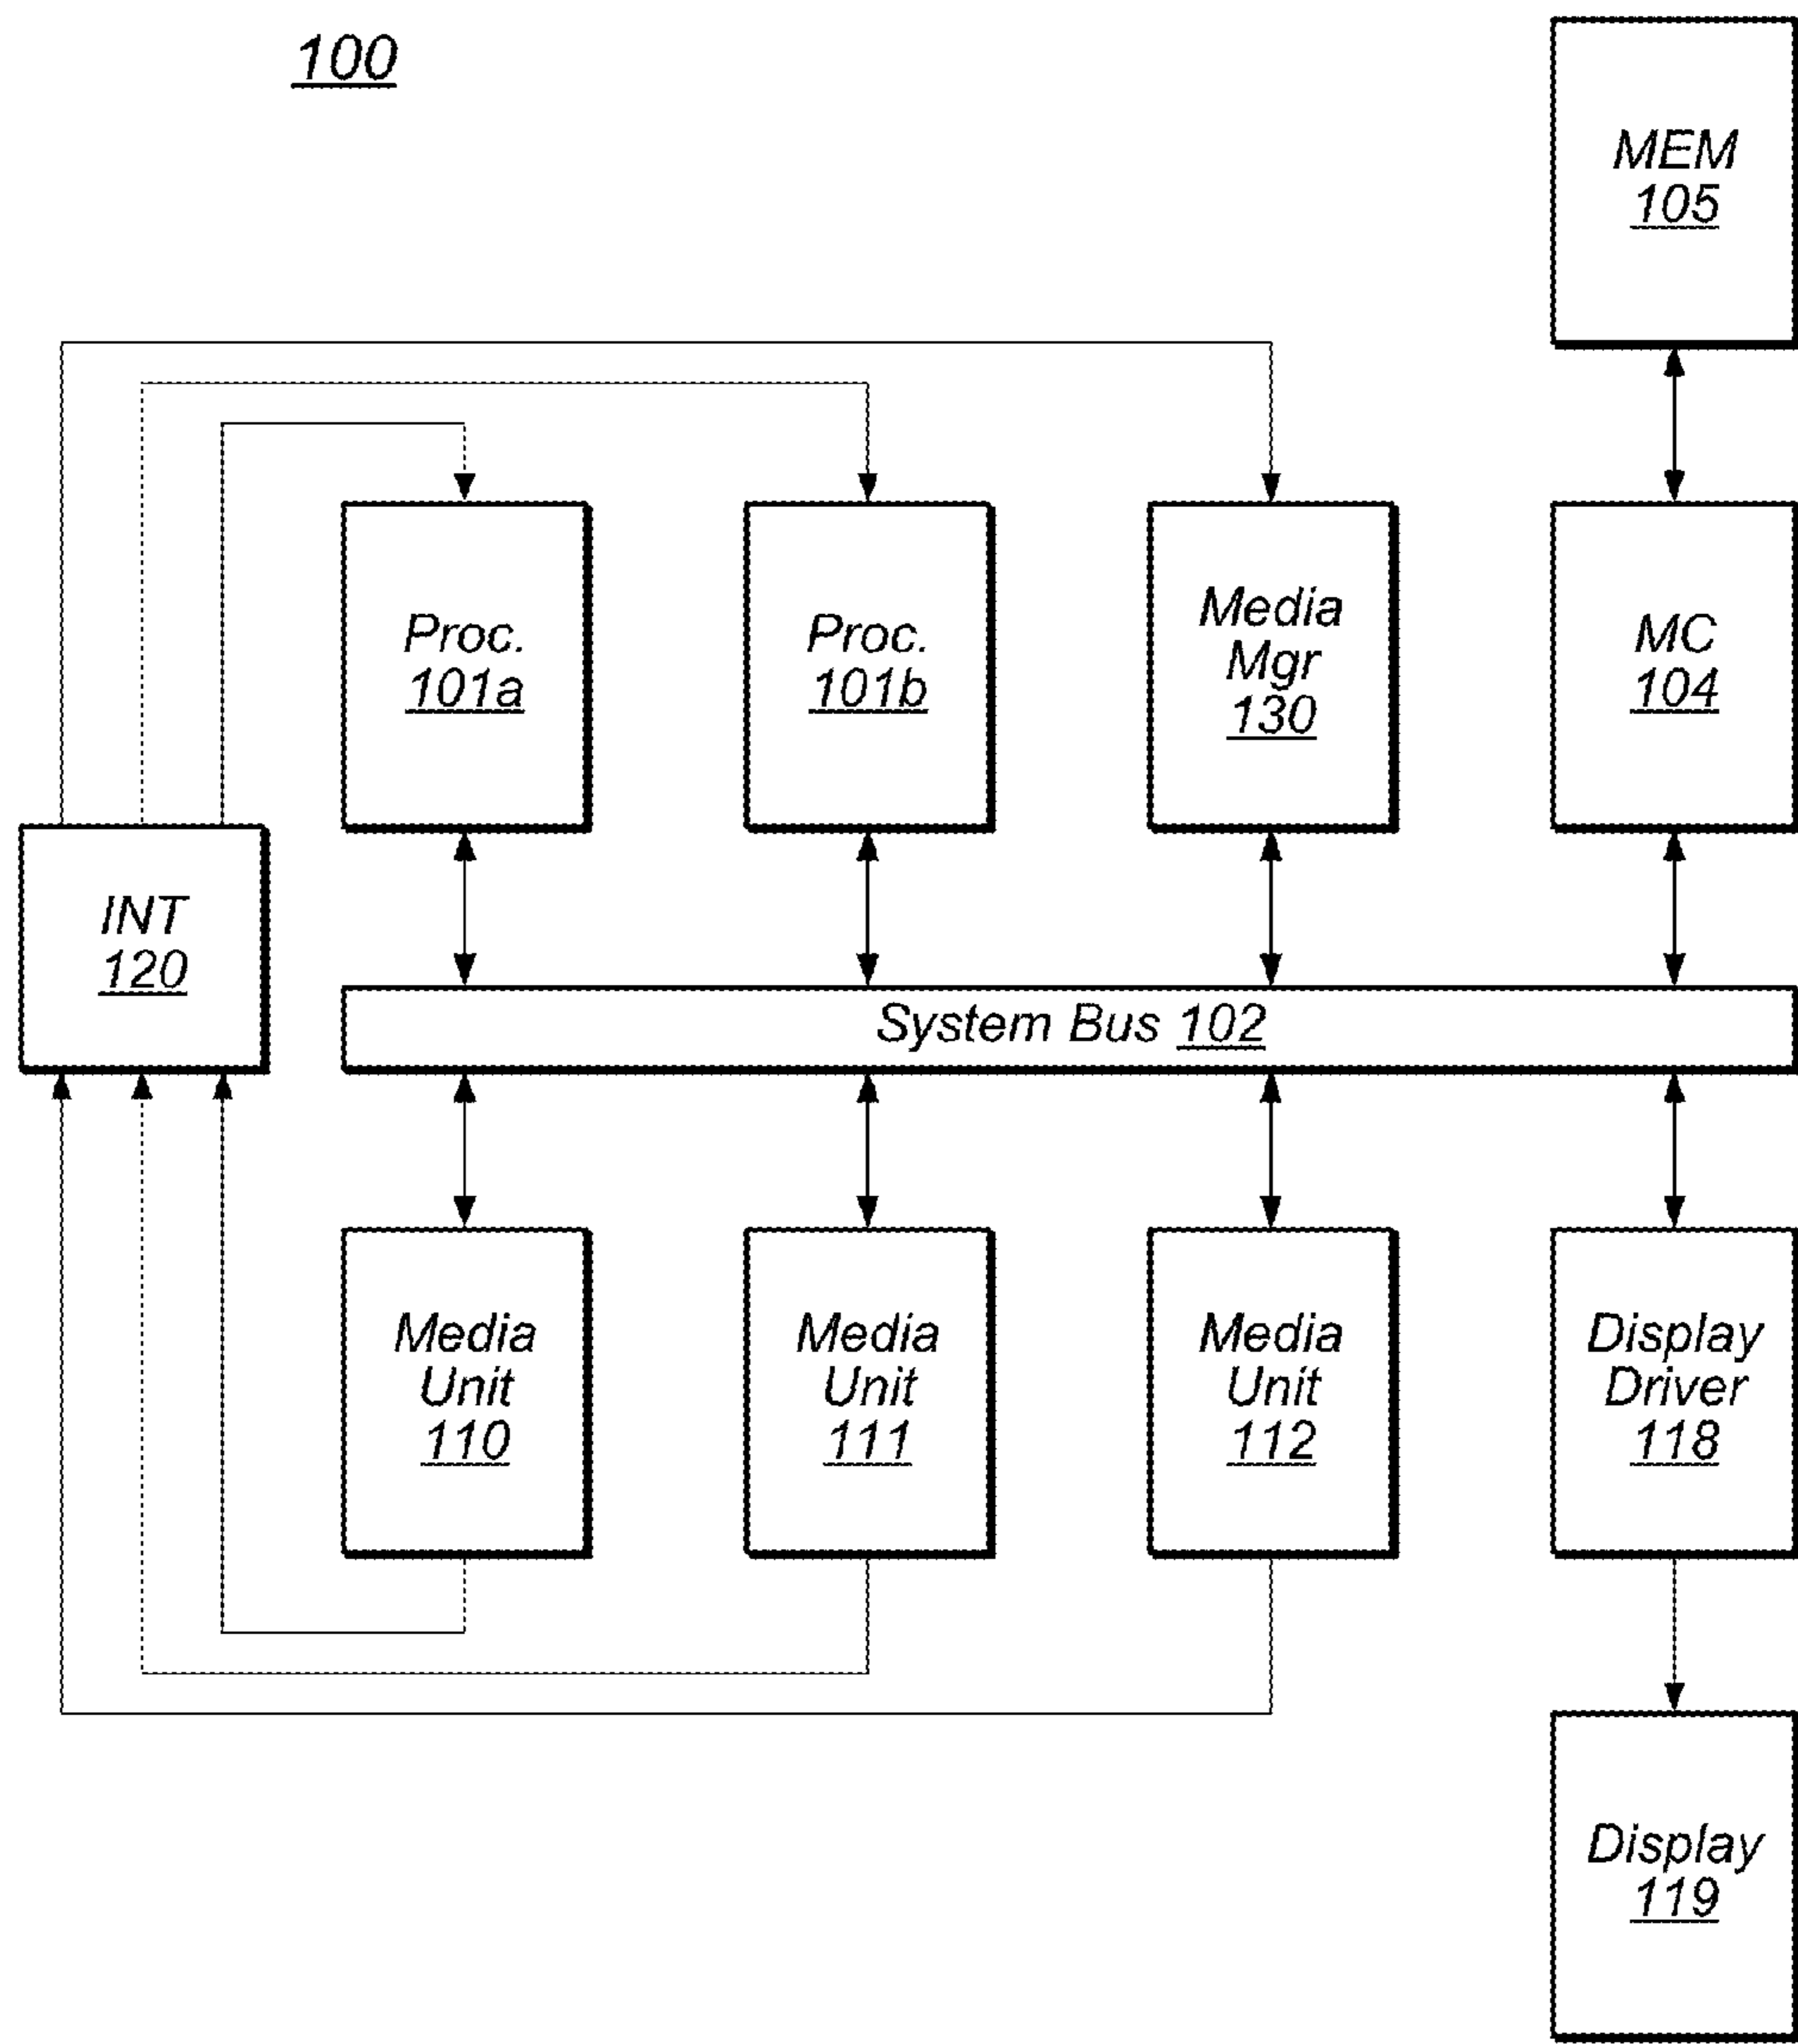 100
MEM
105
Proc.
101a
Proc.
101b
Media
Mgr
130
MC
104
INT
120
System Bus 102
Media
Unit
110
Media
Unit
111
Media
Unit
112
Display
Driver
118
Display
119